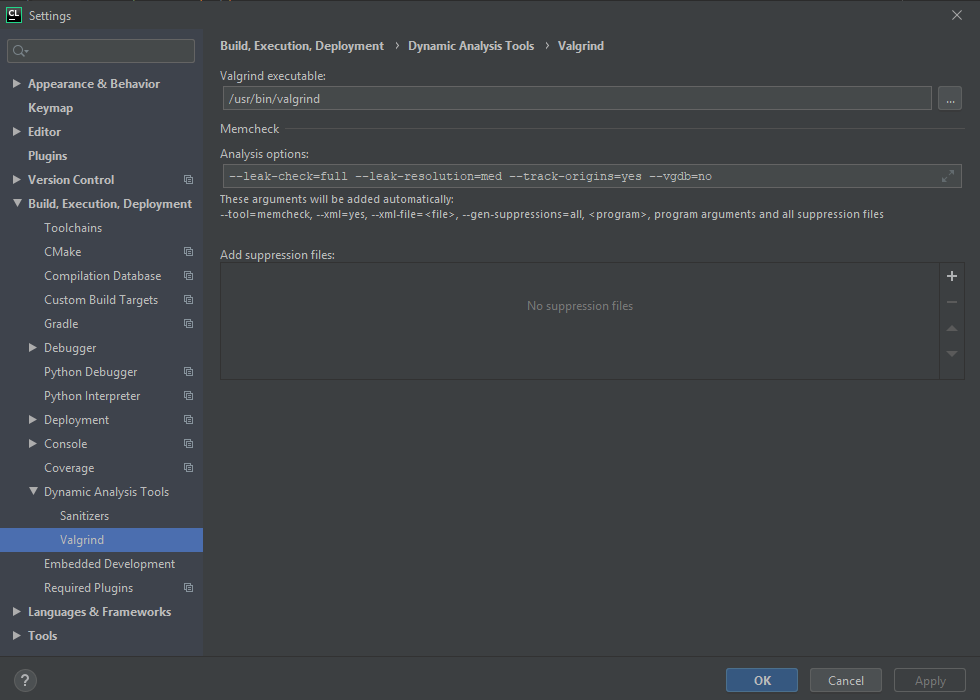 CL Settings
Appearance & Behavior
Keymap
Editor
Plugins
Version Control
Build, Execution, Deployment
Toolchains
CMake
Compilation Database
Custom Build Targets
Gradle
Debugger
Python Debugger
Python Interpreter
Deployment
Console
Coverage
Dynamic Analysis Tools
Sanitizers
Valgrind
Embedded Development
Required Plugins
Languages & Frameworks
Tools
Build, Execution, Deployment › Dynamic Analysis Tools › Valgrind
Valgrind executable:
/usr/bin/valgrind
...
Memcheck
Analysis options:
--leak-check=full --leak-resolution=med --track-origins=yes --vgdb=no
These arguments will be added automatically:
--tool=memcheck, --xml=yes, --xml-file=<file>, --gen-suppressions=all, <program>, program arguments and all suppression files
Add suppression files:
No suppression files
?
OK Cancel Apply